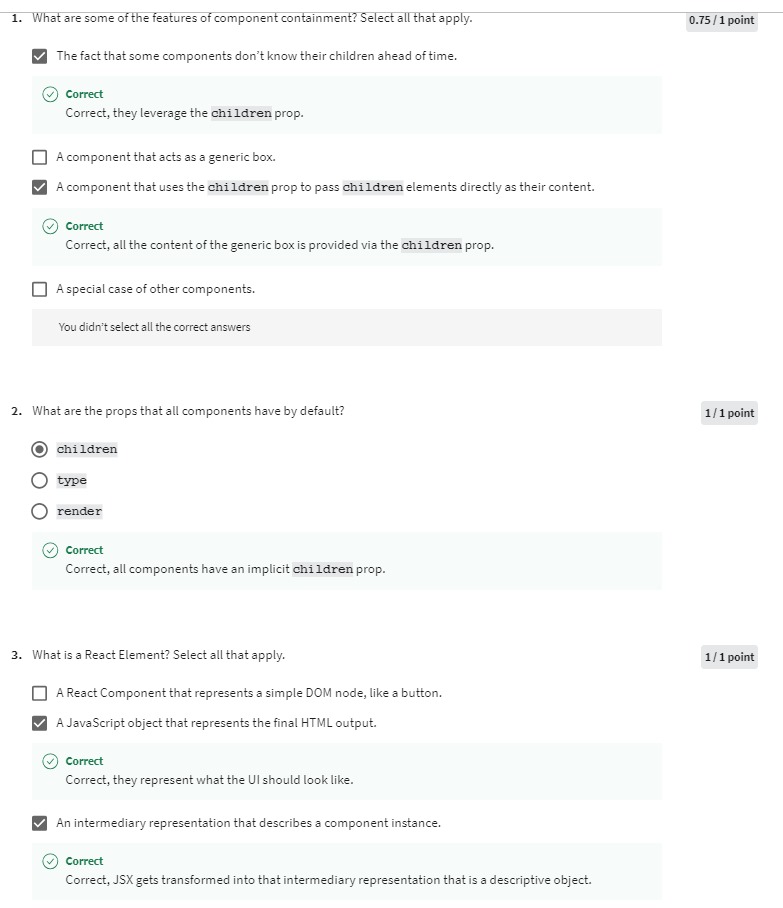 1. What are some of the features of component containment? Select all that apply. 0.75 / 1 point
The fact that some components don't know their children ahead of time.
Correct
Correct, they leverage the children prop.
A component that acts as a generic box.
A component that uses the children prop to pass children elements directly as their content.
Correct
Correct, all the content of the generic box is provided via the children prop.
A special case of other components.
You didn't select all the correct answers
2. What are the props that all components have by default? 1 / 1 point
children
type
render
Correct
Correct, all components have an implicit children prop.
3. What is a React Element? Select all that apply. 1 / 1 point
A React Component that represents a simple DOM node, like a button.
A JavaScript object that represents the final HTML output.
Correct
Correct, they represent what the UI should look like.
An intermediary representation that describes a component instance.
Correct
Correct, JSX gets transformed into that intermediary representation that is a descriptive object.